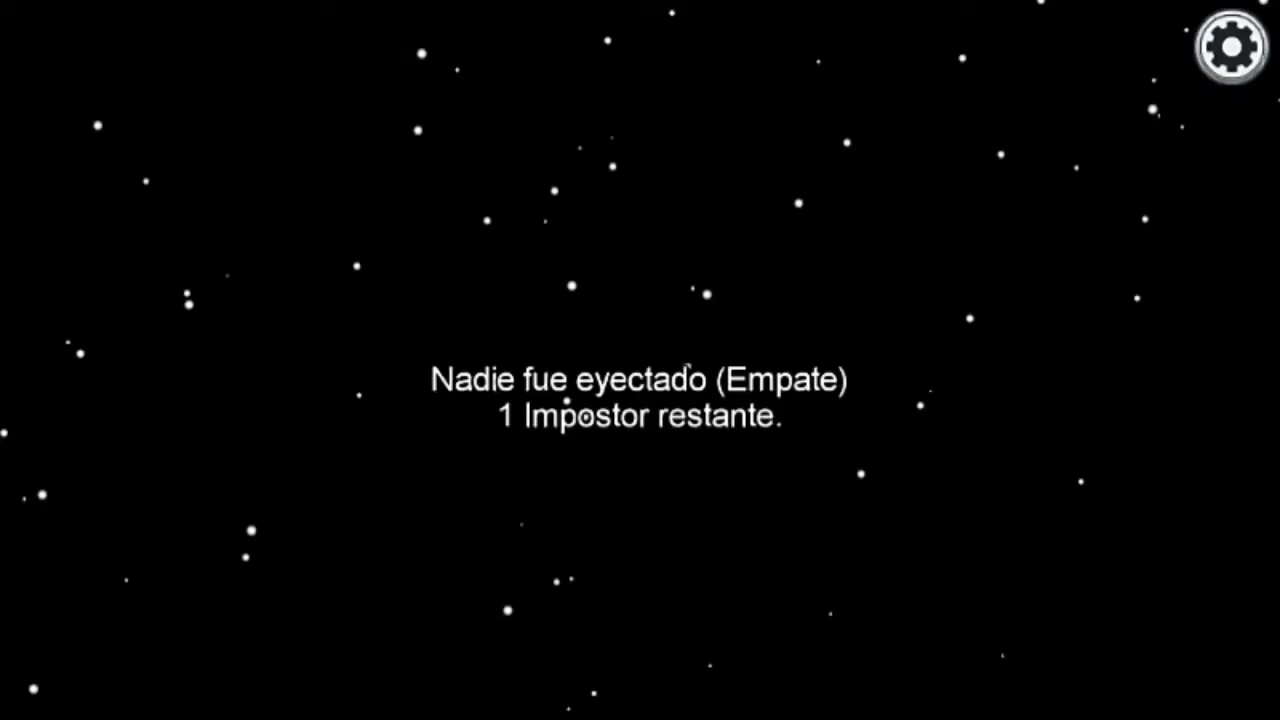 Nadie fue eyectado (Empate)
1 Impostor restante.